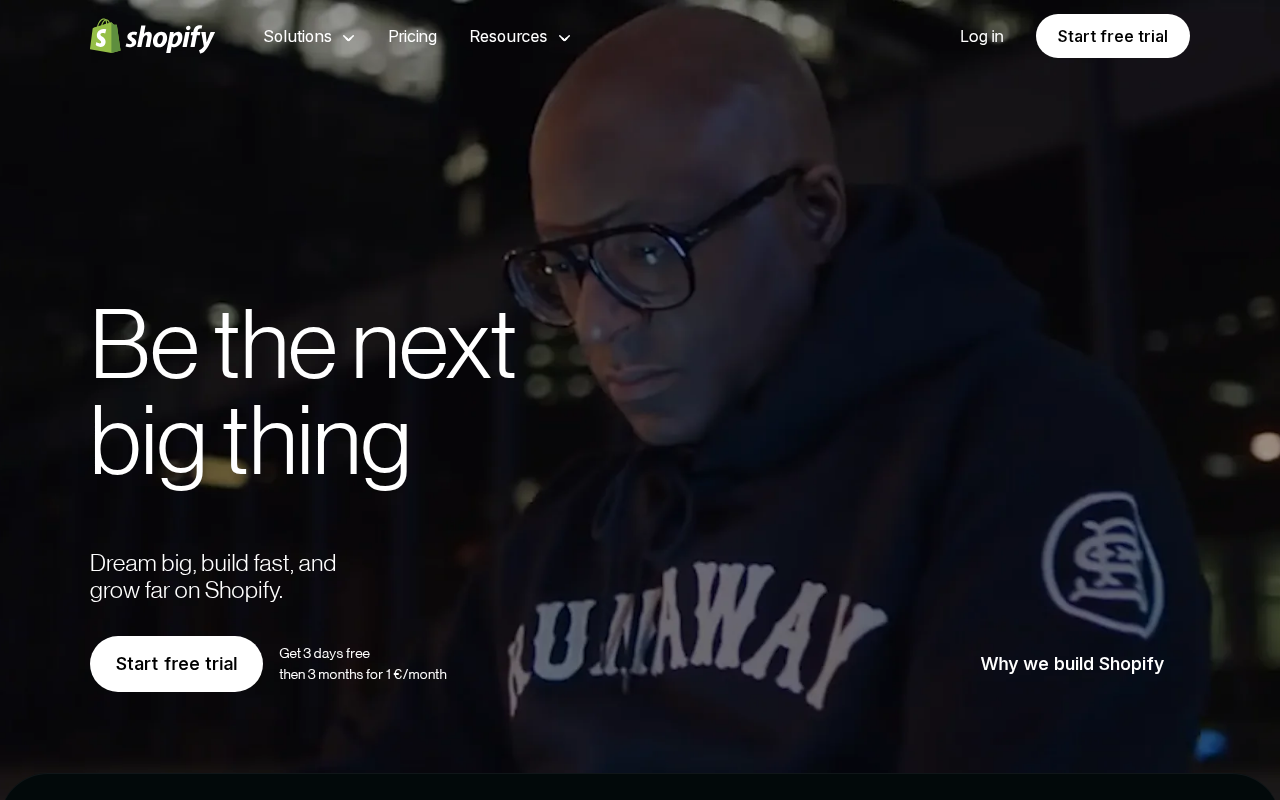 shopify
Solutions
Pricing
Resources
Log in
Start free trial
Be the next
big thing
Dream big, build fast, and
grow far on Shopify.
Start free trial
Get 3 days free
then 3 months for 1 €/month
RUNAWAY
Why we build Shopify